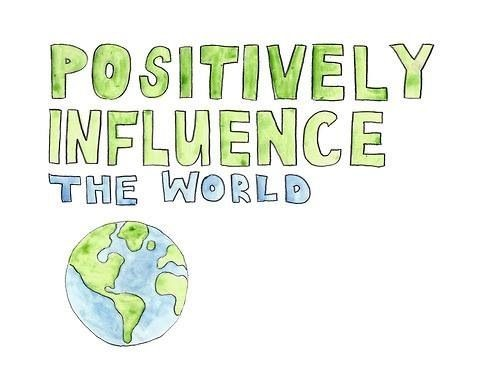 POSITIVELY
INFLUENCE
THE WORLD